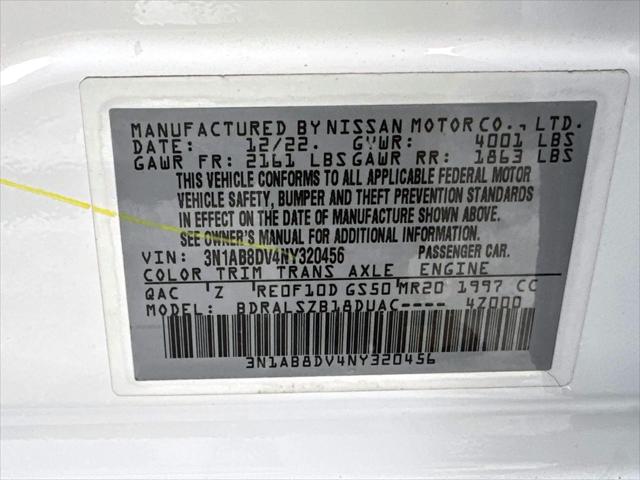 MANUFACTURED BY NISSAN MOTOR CO., LTD.
DATE: 12/22. GVWR: 4001 LBS
GAWR FR: 2161 LBS GAWR RR: 1863 LBS
THIS VEHICLE CONFORMS TO ALL APPLICABLE FEDERAL MOTOR
VEHICLE SAFETY, BUMPER AND THEFT PREVENTION STANDARDS
IN EFFECT ON THE DATE OF MANUFACTURE SHOWN ABOVE.
SEE OWNER'S MANUAL FOR ADDITIONAL INFORMATION.
VIN: 3N1AB8DV4NY320456 PASSENGER CAR.
COLOR TRIM TRANS AXLE ENGINE
QAC Z RE0F10D GS50 MR20 1997 CC
MODEL: BDRALSZB18DUAC---- 4Z000
3N1AB8DV4NY320456